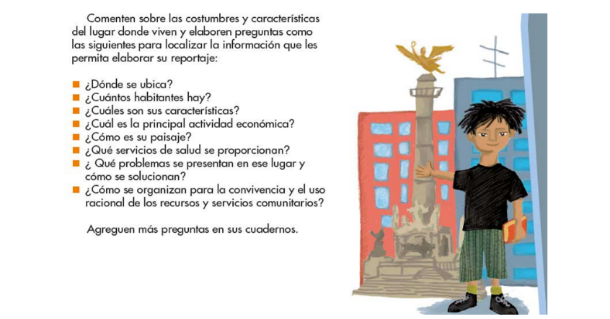 Comenten sobre las costumbres y características
del lugar donde viven y elaboren preguntas como
las siguientes para localizar la información que les
permita elaborar su reportaje:
¿Dónde se ubica?
¿Cuántos habitantes hay?
¿Cuáles son sus características?
¿Cuál es la principal actividad económica?
¿Cómo es su paisaje?
¿Qué servicios de salud se proporcionan?
¿ Qué problemas se presentan en ese lugar y
cómo se solucionan?
¿Cómo se organizan para la convivencia y el uso
racional de los recursos y servicios comunitarios?
Agreguen más preguntas en sus cuadernos.